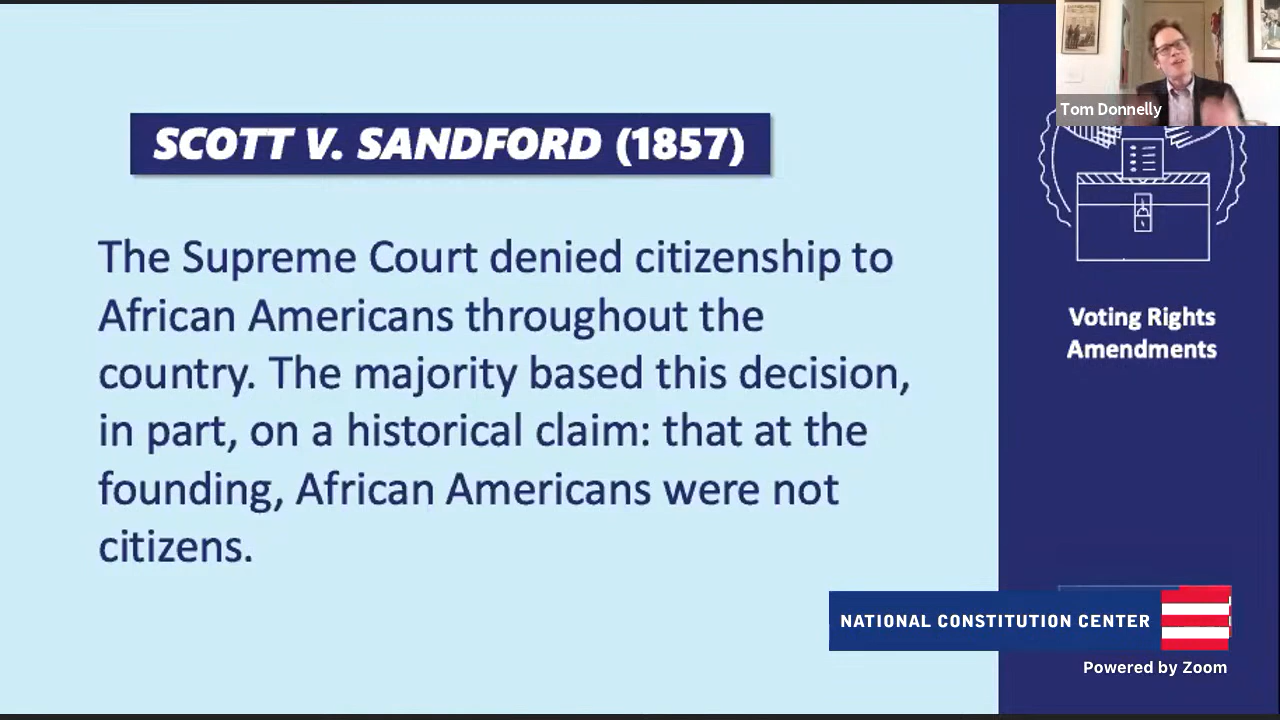 SCOTT V. SANDFORD (1857)
The Supreme Court denied citizenship to
African Americans throughout the
country. The majority based this decision,
in part, on a historical claim: that at the
founding, African Americans were not
citizens.
Tom Donnelly
Voting Rights
Amendments
NATIONAL CONSTITUTION CENTER
Powered by Zoom